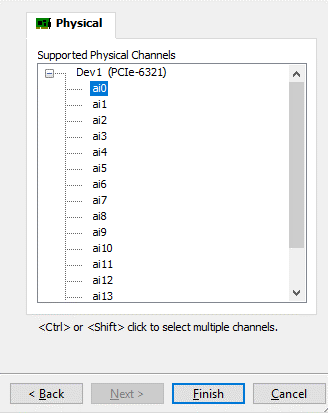 Physical
Supported Physical Channels
Dev1 (PCIe-6321)
ai0
ai1
ai2
ai3
ai4
ai5
ai6
ai7
ai8
ai9
ai10
ai11
ai12
ai13
<Ctrl> or <Shift> click to select multiple channels.
< Back Next > Finish Cancel